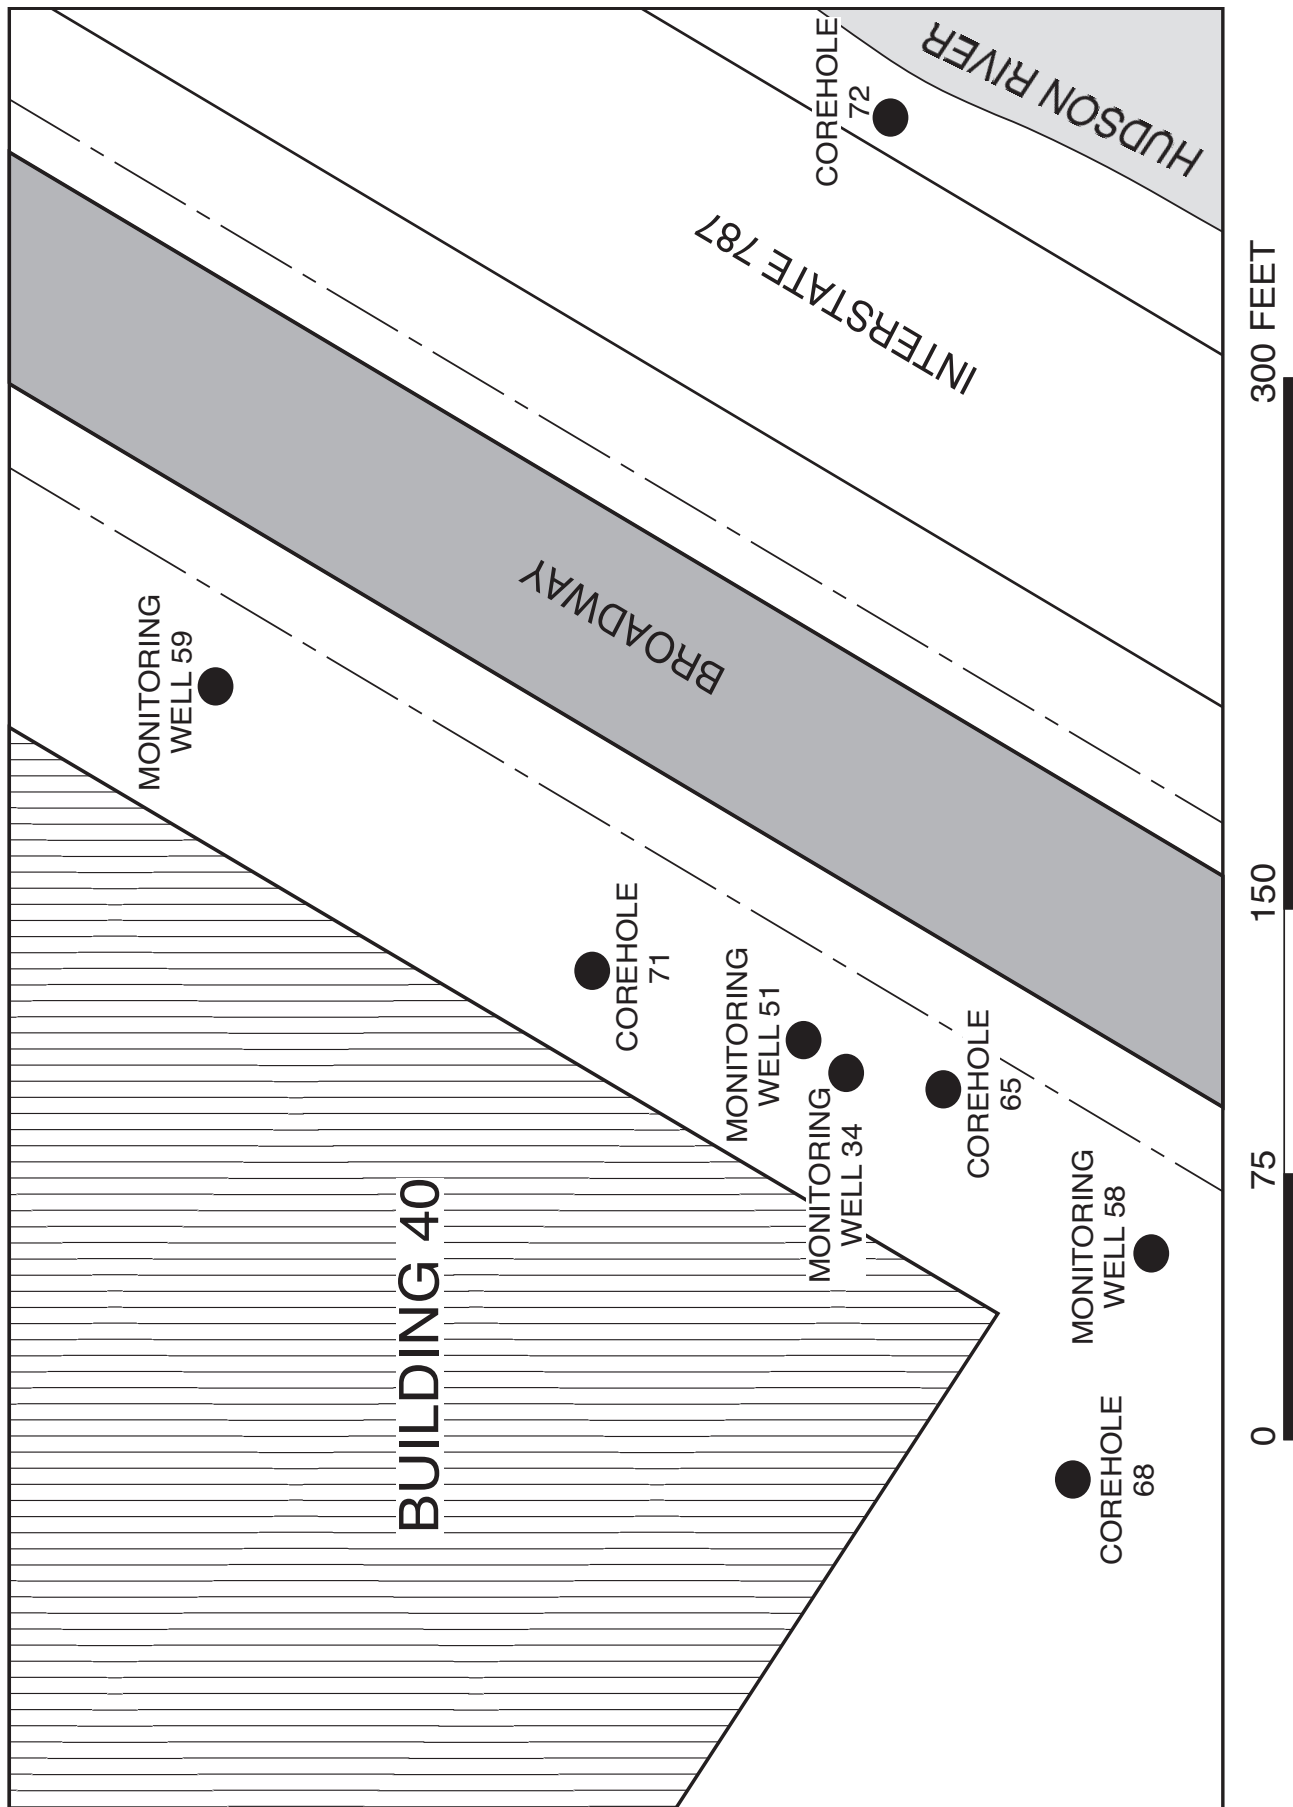 HUDSON RIVER
COREHOLE
72
INTERSTATE 787
BROADWAY
MONITORING
WELL 59
COREHOLE
71
MONITORING
WELL 51
MONITORING
WELL 34
COREHOLE
65
MONITORING
WELL 58
COREHOLE
68
BUILDING 40
0 75 150 300 FEET